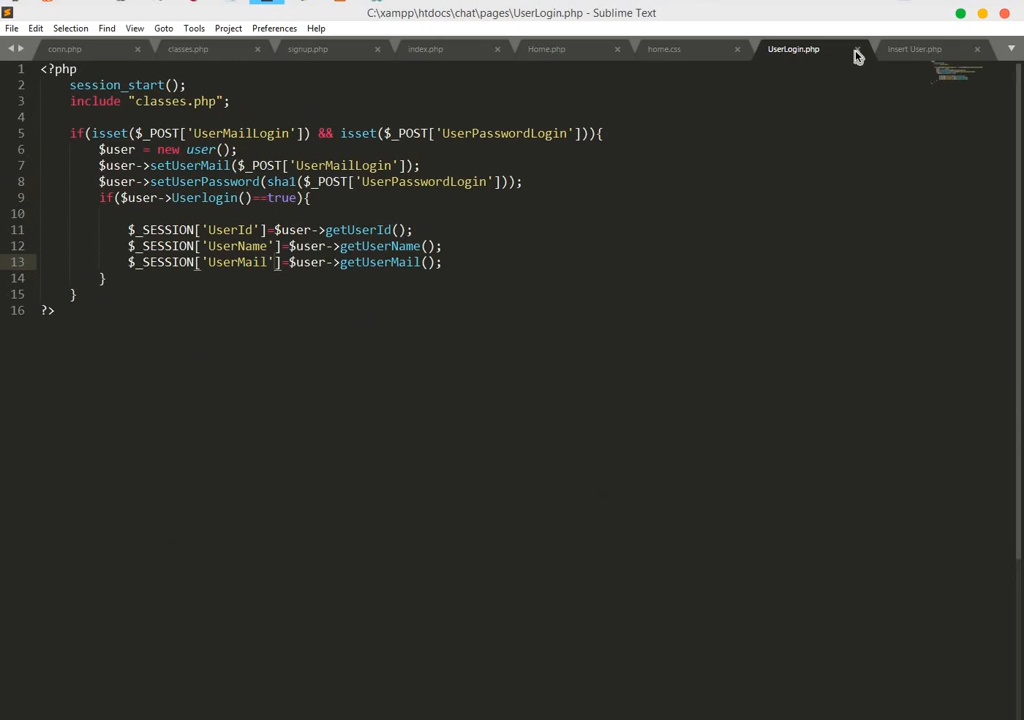 C:\xampp\htdocs\chat\pages\UserLogin.php - Sublime Text
File Edit Selection Find View Goto Tools Project Preferences Help
conn.php classes.php signup.php index.php Home.php home.css UserLogin.php Insert User.php
1 <?php
2 session_start();
3 include "classes.php";
4
5 if(isset($_POST['UserMailLogin']) && isset($_POST['UserPasswordLogin'])){
6 $user = new user();
7 $user->setUserMail($_POST['UserMailLogin']);
8 $user->setUserPassword(sha1($_POST['UserPasswordLogin']));
9 if($user->Userlogin()==true){
10
11 $_SESSION['UserId']=$user->getUserId();
12 $_SESSION['UserName']=$user->getUserName();
13 $_SESSION['UserMail']=$user->getUserMail();
14 }
15 }
16 ?>